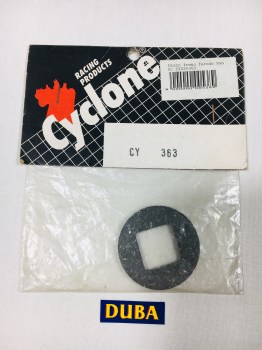 RACING
PRODUCTS
Cyclone
CY 363
DUBA